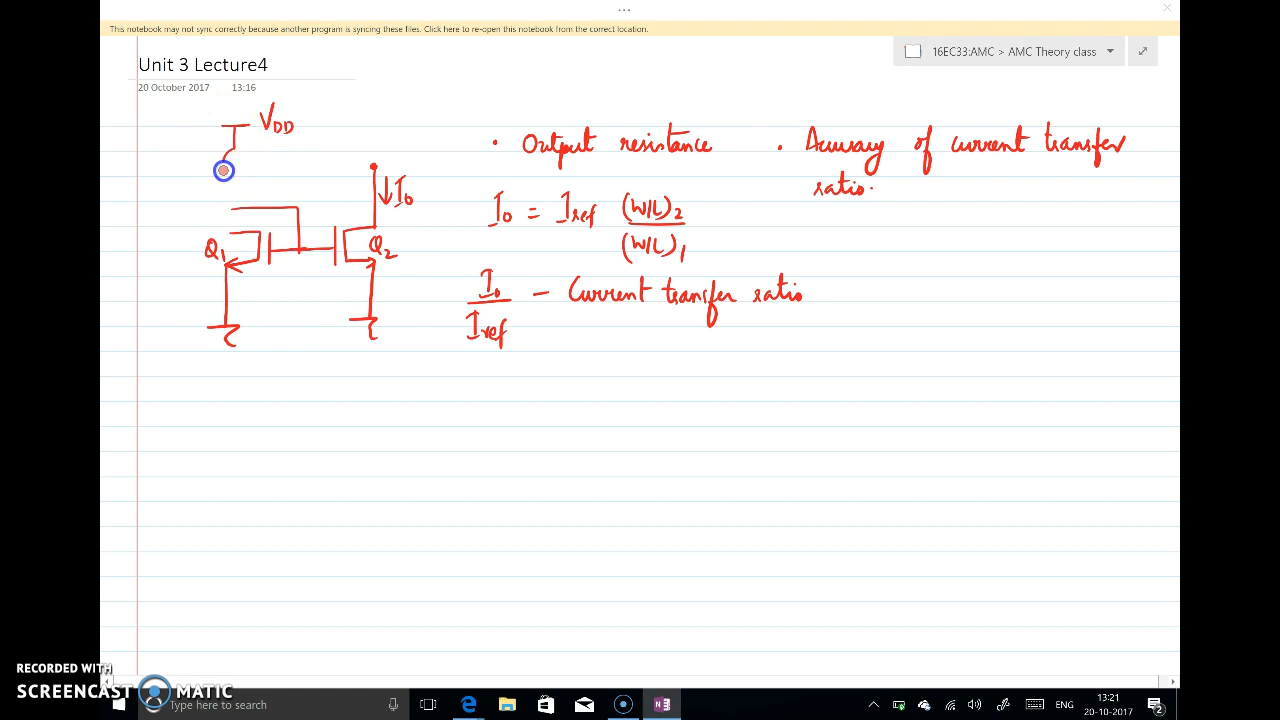 This notebook may not sync correctly because another program is syncing these files. Click here to re-open this notebook from the correct location.
16EC33:AMC > AMC Theory class
Unit 3 Lecture4
20 October 2017 13:16
VDD
I0
Q1
Q2
· Output resistance
· Accuracy of current transfer
ratio.
I0 = Iref (W/L)2
(W/L)1
I0 - Current transfer ratio
Iref
RECORDED WITH
SCREENCAST MATIC
Type here to search
ENG
13:21
20-10-2017
2